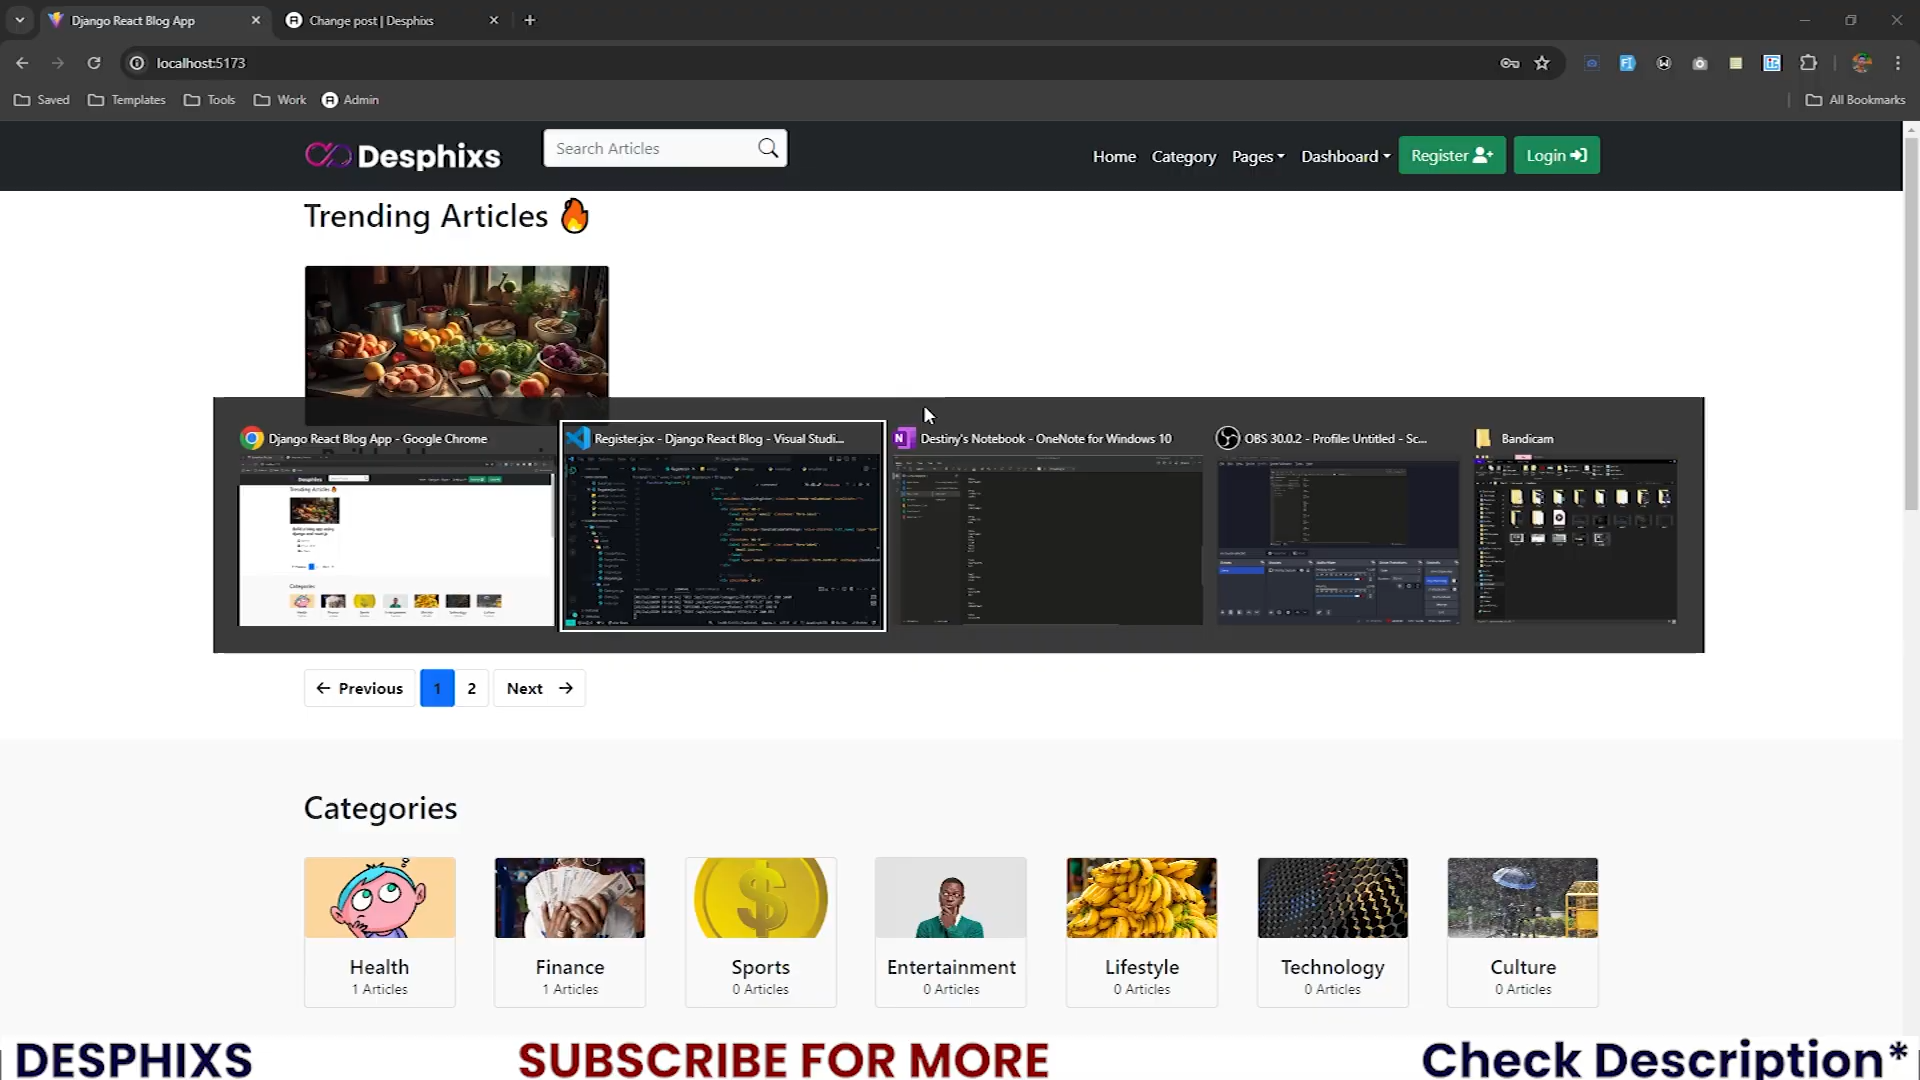 Django React Blog App
Change post | Desphixs
localhost:5173
Saved
Templates
Tools
Work
Admin
All Bookmarks
Desphixs
Search Articles
Home
Category
Pages
Dashboard
Register
Login
Trending Articles 🔥
Django React Blog App - Google Chrome
Register.jsx - Django React Blog - Visual Studi...
Destiny's Notebook - OneNote for Windows 10
OBS 30.0.2 - Profile: Untitled - Sc...
Bandicam
← Previous
1
2
Next →
Categories
Health
1 Articles
Finance
1 Articles
Sports
0 Articles
Entertainment
0 Articles
Lifestyle
0 Articles
Technology
0 Articles
Culture
0 Articles
DESPHIXS
SUBSCRIBE FOR MORE
Check Description*